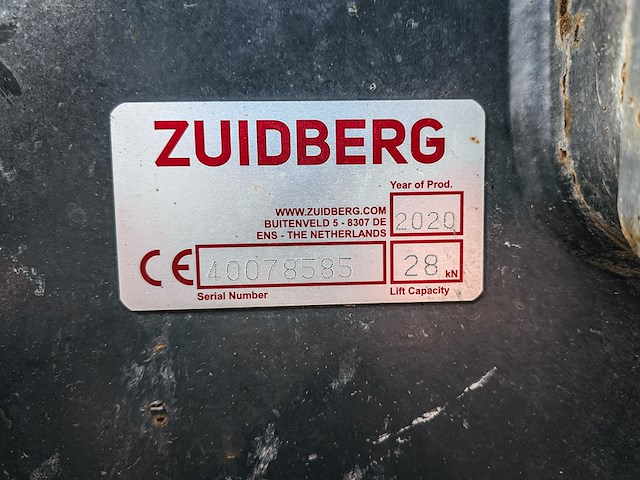 ZUIDBERG
Year of Prod.
WWW.ZUIDBERG.COM
BUITENVELD 5 - 8307 DE
2020
ENS - THE NETHERLANDS
CE 40078585 28 kN
Serial Number Lift Capacity